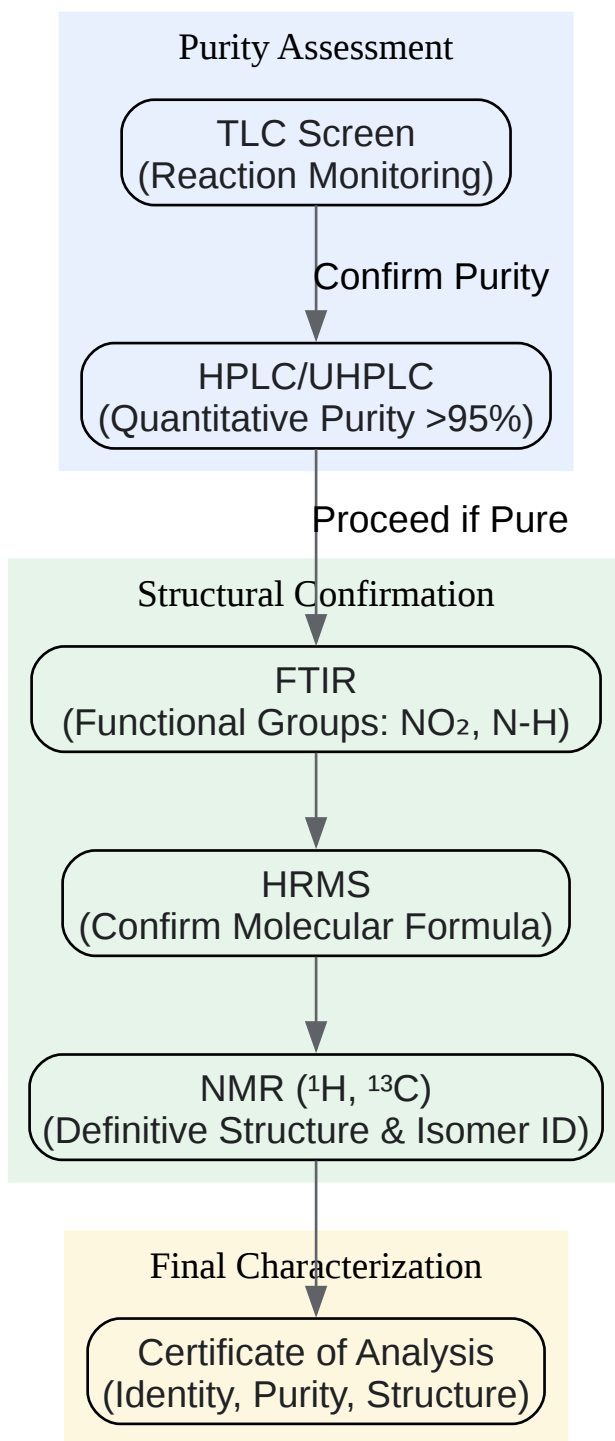 Purity Assessment
TLC Screen
(Reaction Monitoring)
Confirm Purity
HPLC/UHPLC
(Quantitative Purity >95%)
Proceed if Pure
Structural Confirmation
FTIR
(Functional Groups: NO₂, N-H)
HRMS
(Confirm Molecular Formula)
NMR (¹H, ¹³C)
(Definitive Structure & Isomer ID)
Final Characterization
Certificate of Analysis
(Identity, Purity, Structure)